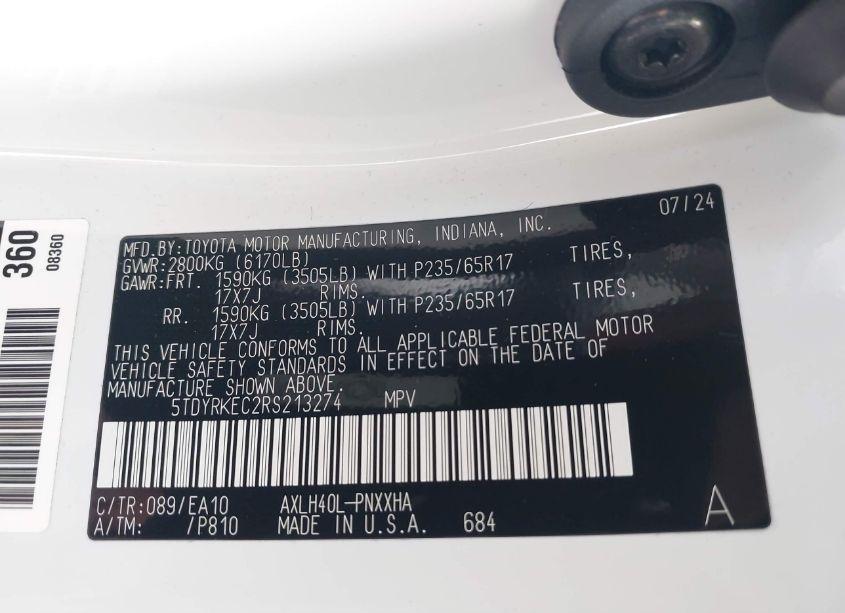 360
08360
07/24
MFD.BY:TOYOTA MOTOR MANUFACTURING, INDIANA, INC.
GVWR:2800KG (6170LB)
GAWR:FRT. 1590KG (3505LB) WITH P235/65R17 TIRES,
17X7J RIMS.
RR. 1590KG (3505LB) WITH P235/65R17 TIRES,
17X7J RIMS.
THIS VEHICLE CONFORMS TO ALL APPLICABLE FEDERAL MOTOR
VEHICLE SAFETY STANDARDS IN EFFECT ON THE DATE OF
MANUFACTURE SHOWN ABOVE.
5TDYRKEC2RS213274 MPV
C/TR:089/EA10 AXLH40L-PNXXHA
A/TM: /P810 MADE IN U.S.A. 684
A